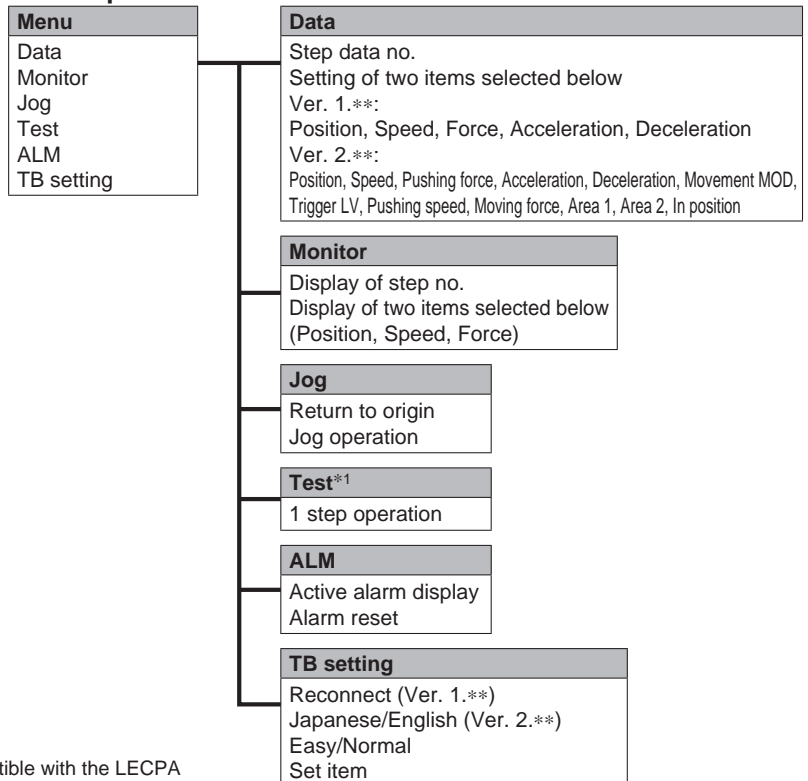 Menu
Data
Monitor
Jog
Test
ALM
TB setting
Data
Step data no.
Setting of two items selected below
Ver. 1.**:
Position, Speed, Force, Acceleration, Deceleration
Ver. 2.**:
Position, Speed, Pushing force, Acceleration, Deceleration, Movement MOD,
Trigger LV, Pushing speed, Moving force, Area 1, Area 2, In position
Monitor
Display of step no.
Display of two items selected below
(Position, Speed, Force)
Jog
Return to origin
Jog operation
Test*1
1 step operation
ALM
Active alarm display
Alarm reset
TB setting
Reconnect (Ver. 1.**)
Japanese/English (Ver. 2.**)
Easy/Normal
Set item
with the LECPA